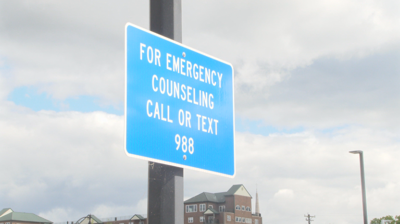 FOR EMERGENCY
COUNSELING
CALL OR TEXT
988